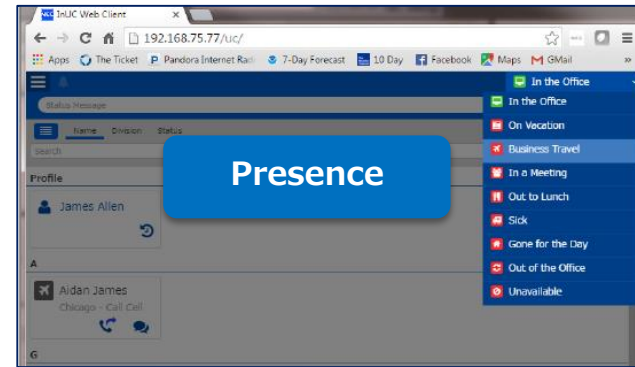 InUC Web Client
192.168.75.77/uc/
Apps The Ticket Pandora Internet Radi 7-Day Forecast 10 Day Facebook Maps GMail »
In the Office
Status Message
In the Office
On Vacation
Name Division Status
Business Travel
Search
In a Meeting
Presence
Profile
James Allen
Out to Lunch
Sick
Gone for the Day
A
Out of the Office
Aidan James
Unavailable
Chicago - Call Cell
G